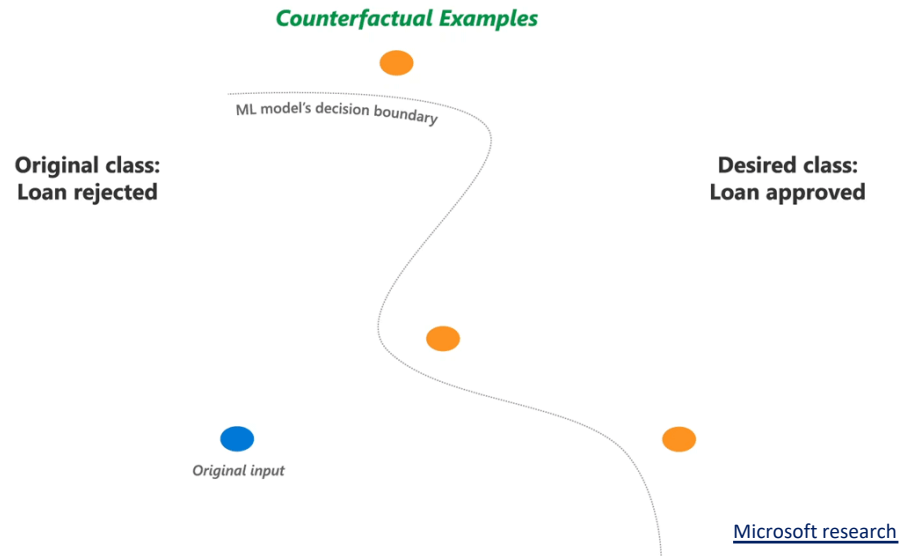 Counterfactual Examples
ML model's decision boundary
Original class:
Loan rejected
Desired class:
Loan approved
Original input
Microsoft research